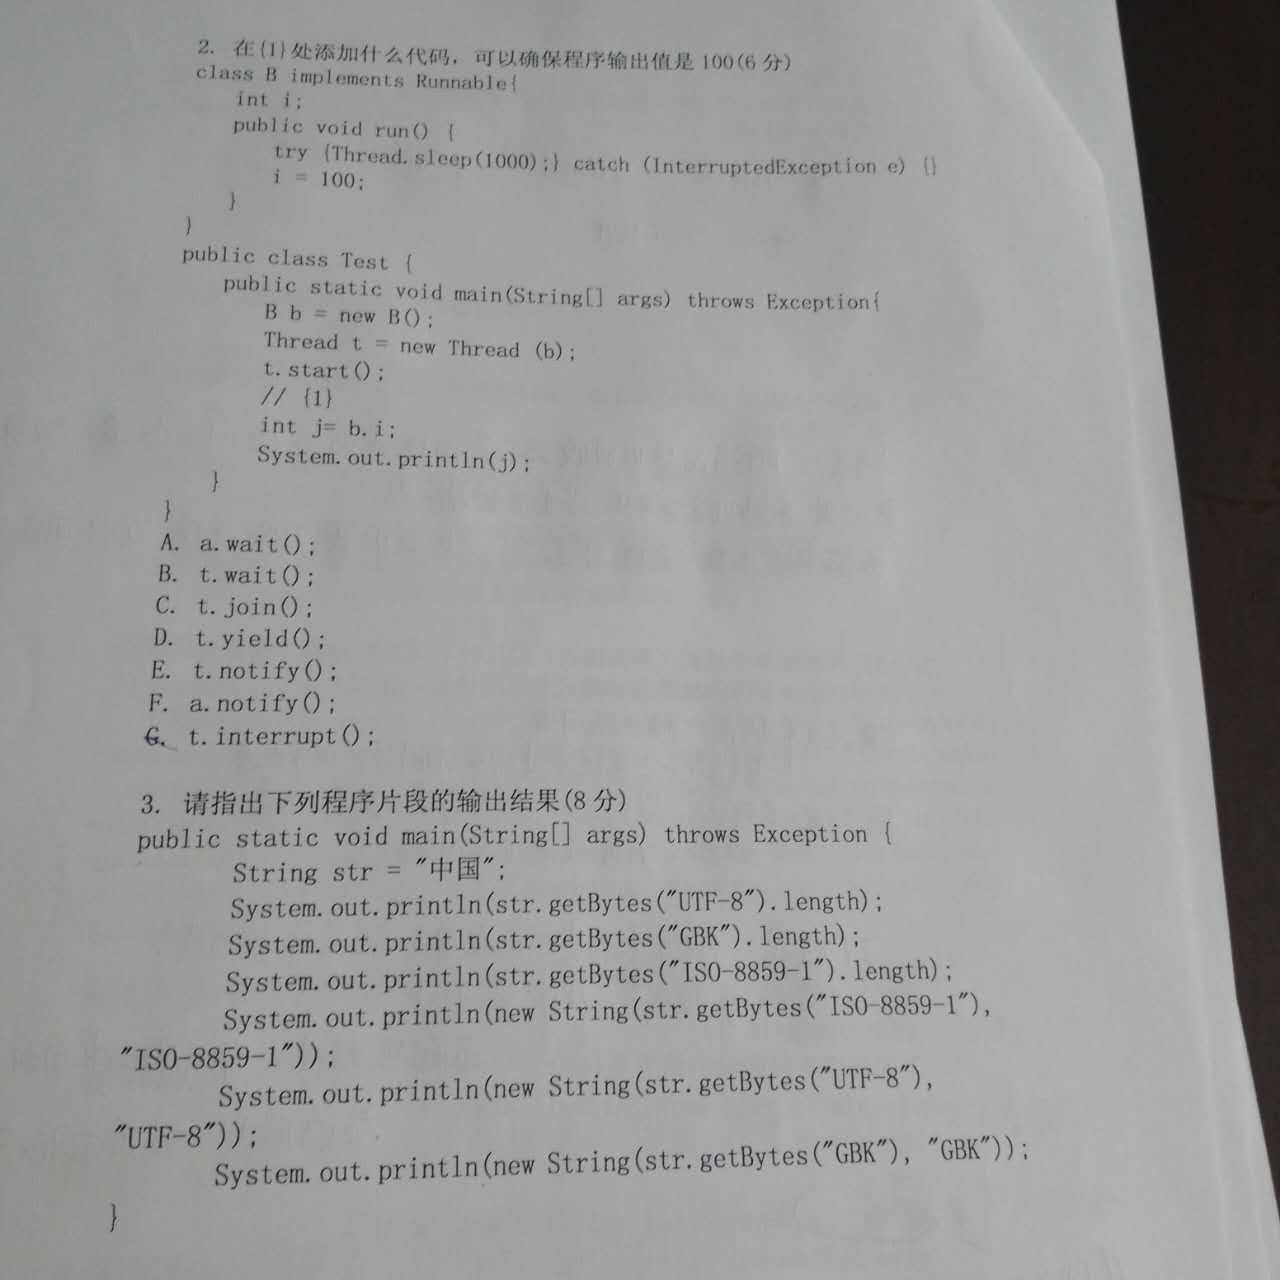 2. 在{1}处添加什么代码，可以确保程序输出值是 100(6 分)
class B implements Runnable{
int i;
public void run() {
try {Thread.sleep(1000);} catch (InterruptedException e) {}
i = 100;
}
}
public class Test {
public static void main(String[] args) throws Exception{
B b = new B();
Thread t = new Thread (b);
t.start();
// {1}
int j= b.i;
System.out.println(j);
}
}
A. a.wait();
B. t.wait();
C. t.join();
D. t.yield();
E. t.notify();
F. a.notify();
G. t.interrupt();
3. 请指出下列程序片段的输出结果(8 分)
public static void main(String[] args) throws Exception {
String str = "中国";
System.out.println(str.getBytes("UTF-8").length);
System.out.println(str.getBytes("GBK").length);
System.out.println(str.getBytes("ISO-8859-1").length);
System.out.println(new String(str.getBytes("ISO-8859-1"),
"ISO-8859-1"));
System.out.println(new String(str.getBytes("UTF-8"),
"UTF-8"));
System.out.println(new String(str.getBytes("GBK"), "GBK"));
}